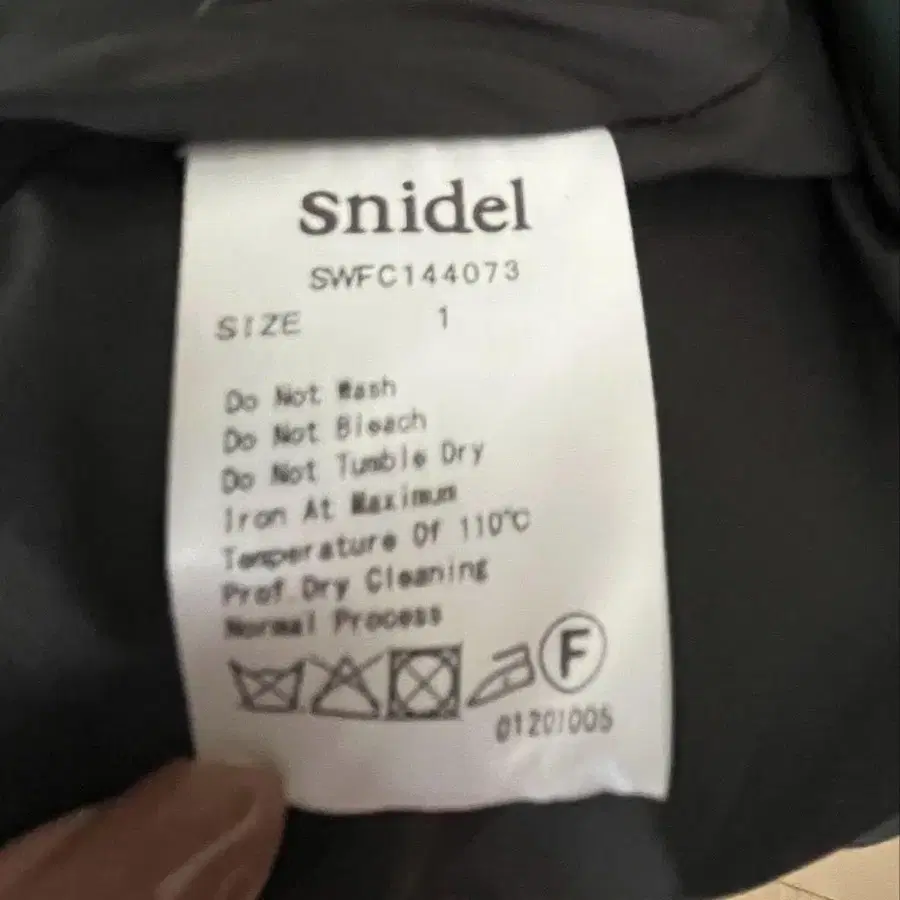 snidel
SWFC144073
SIZE 1
Do Not Wash
Do Not Bleach
Do Not Tumble Dry
Iron At Maximum
Temperature Of 110℃
Prof Dry Cleaning
Normal Process
F